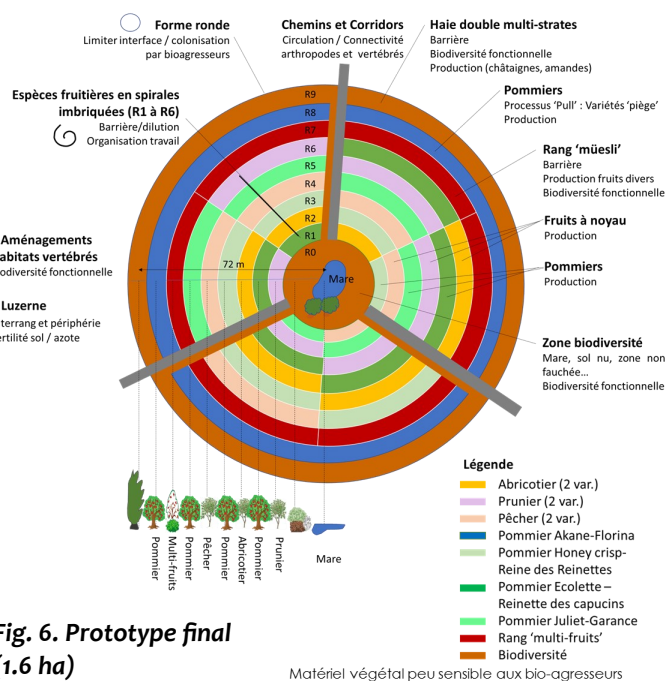 Forme ronde
Limiter interface / colonisation
par bioagresseurs
Chemins et Corridors
Circulation / Connectivité
arthropodes et vertébrés
Haie double multi-strates
Barrière
Biodiversité fonctionnelle
Production (châtaignes, amandes)
Espèces fruitières en spirales
imbriquées (R1 à R6)
Barrière/dilution
Organisation travail
Pommiers
Processus 'Pull' : Variétés 'piège'
Production
Rang 'müesli'
Barrière
Production fruits divers
Biodiversité fonctionnelle
Fruits à noyau
Production
Pommiers
Production
Zone biodiversité
Mare, sol nu, zone non
fauchée…
Biodiversité fonctionnelle
Aménagements
abitats vertébrés
odiversité fonctionnelle
Luzerne
terrang et périphérie
ertilité sol / azote
R9
R8
R7
R6
R5
R4
R3
R2
R1
R0
72 m
Mare
Pommier
Multi-fruits
Pommier
Pêcher
Pommier
Abricotier
Pommier
Prunier
Mare
Légende
Abricotier (2 var.)
Prunier (2 var.)
Pêcher (2 var.)
Pommier Akane-Florina
Pommier Honey crisp-
Reine des Reinettes
Pommier Ecolette –
Reinette des capucins
Pommier Juliet-Garance
Rang 'multi-fruits'
Biodiversité
Fig. 6. Prototype final
(1.6 ha)
Matériel végétal peu sensible aux bio-agresseurs